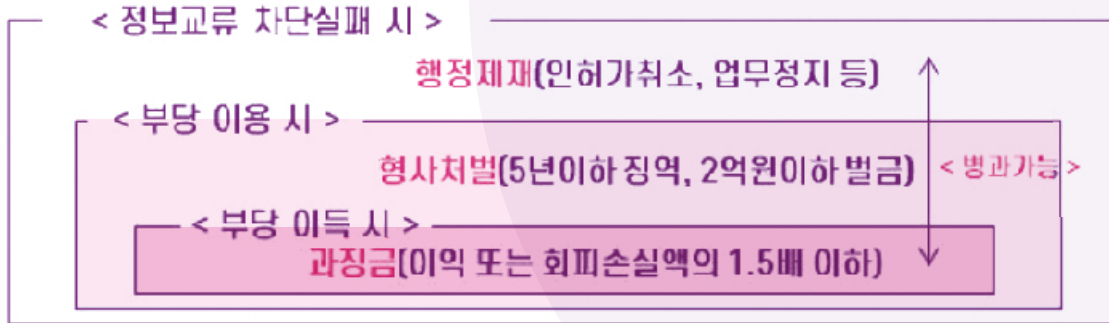 < 정보교류 차단실패 시 >
행정제재(인허가취소, 업무정지 등)
< 부당 이용 시 >
형사처벌(5년이하 징역, 2억원이하 벌금)
< 병과가능 >
< 부당 이득 시 >
과징금(이익 또는 회피손실액의 1.5배 이하)